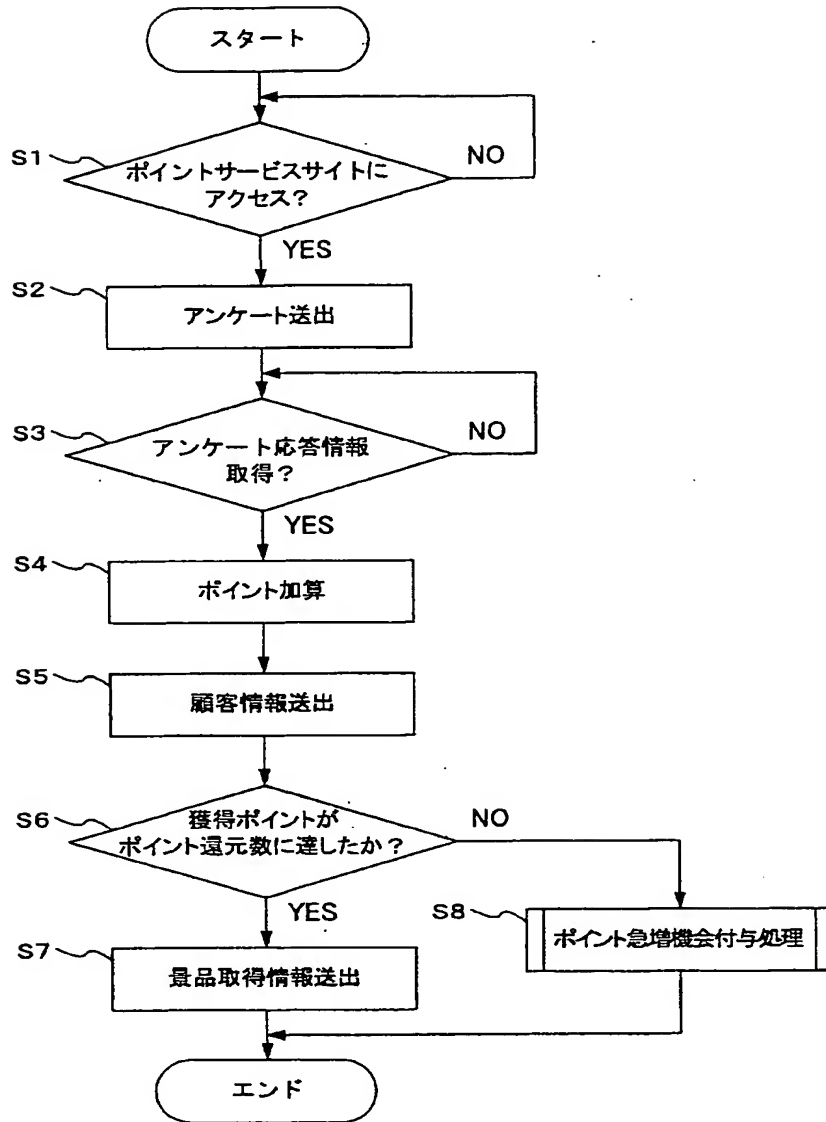 スタート
S1
ポイントサービスサイトに
アクセス?
NO
YES
S2
アンケート送出
S3
アンケート応答情報
取得?
NO
YES
S4
ポイント加算
S5
顧客情報送出
S6
獲得ポイントが
ポイント還元数に達したか?
NO
YES
S8
ポイント急増機会付与処理
S7
景品取得情報送出
エンド